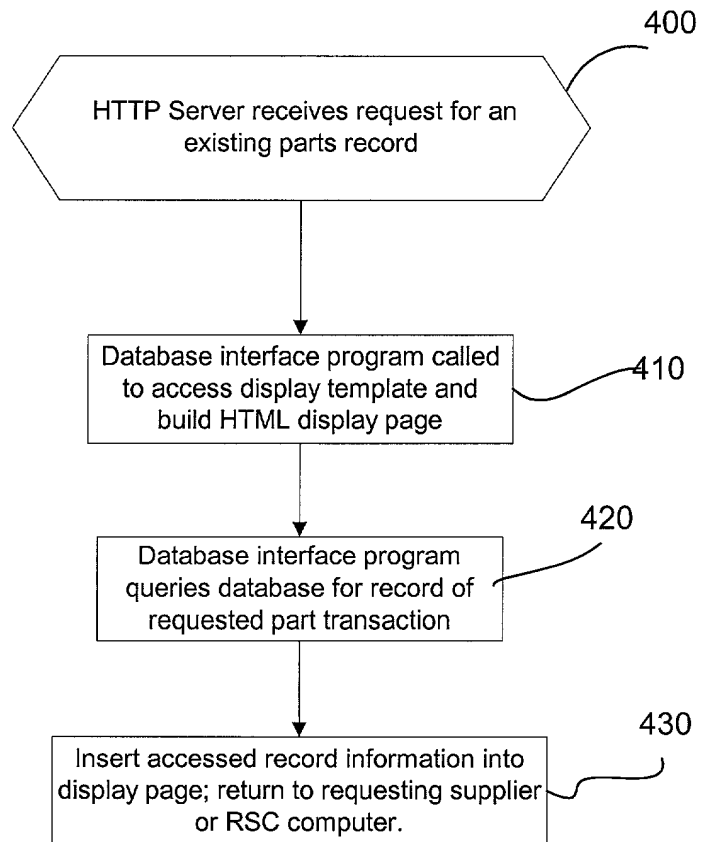 400
HTTP Server receives request for an
existing parts record
Database interface program called
to access display template and
build HTML display page
410
420
Database interface program
queries database for record of
requested part transaction
430
Insert accessed record information into
display page; return to requesting supplier
or RSC computer.